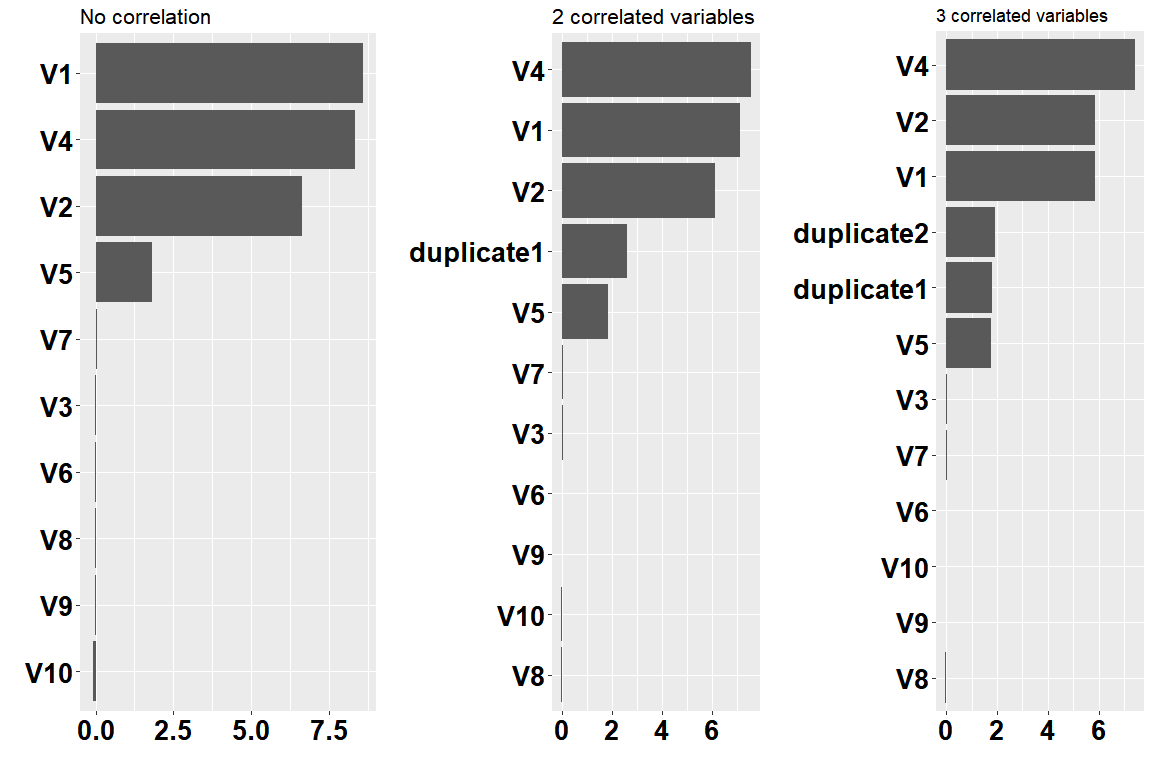 No correlation
V1
V4
V2
V5
V7
V3
V6
V8
V9
V10
0.0 2.5 5.0 7.5
2 correlated variables
V4
V1
V2
duplicate1
V5
V7
V3
V6
V9
V10
V8
0 2 4 6
3 correlated variables
V4
V2
V1
duplicate2
duplicate1
V5
V3
V7
V6
V10
V9
V8
0 2 4 6